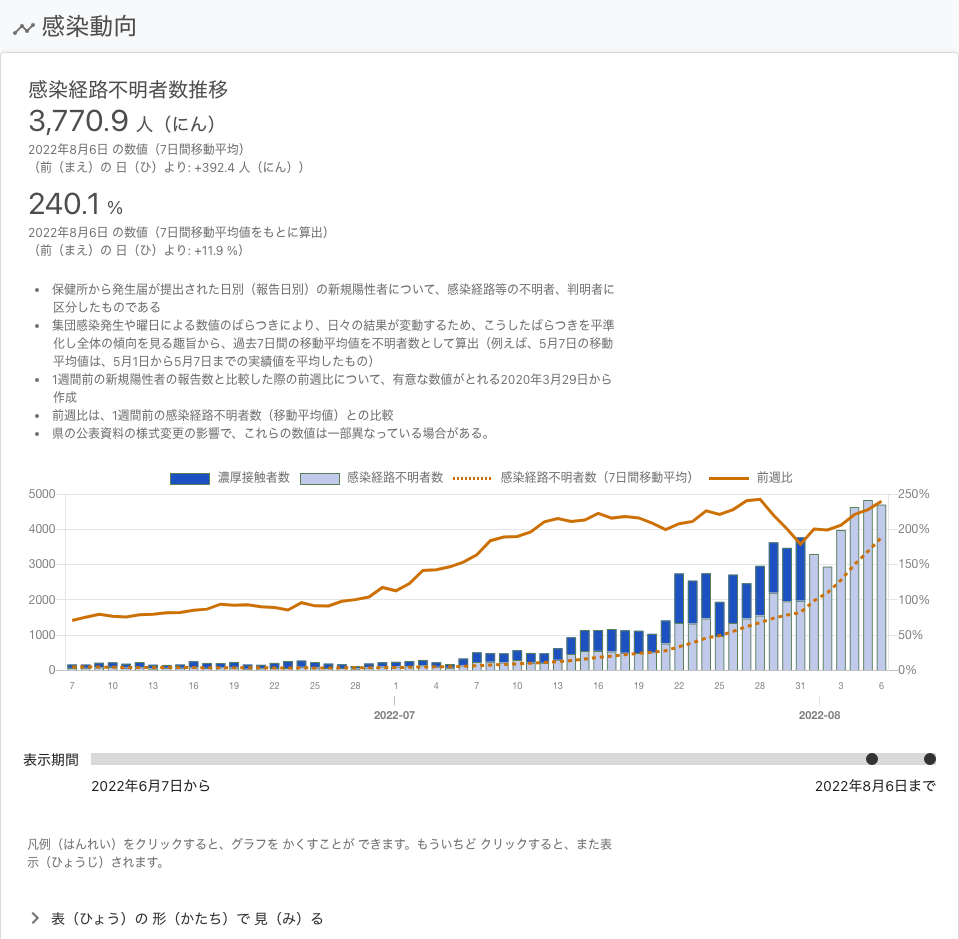 感染動向
感染経路不明者数推移
3,770.9 人（にん）
2022年8月6日 の数値（7日間移動平均）
（前（まえ）の 日（ひ）より: +392.4 人（にん））
240.1 %
2022年8月6日 の数値（7日間移動平均値をもとに算出）
（前（まえ）の 日（ひ）より: +11.9 %）
• 保健所から発生届が提出された日別（報告日別）の新規陽性者について、感染経路等の不明者、判明者に
区分したものである
• 集団感染発生や曜日による数値のばらつきにより、日々の結果が変動するため、こうしたばらつきを平準
化し全体の傾向を見る趣旨から、過去7日間の移動平均値を不明者数として算出（例えば、5月7日の移動
平均値は、5月1日から5月7日までの実績値を平均したもの）
• 1週間前の新規陽性者の報告数と比較した際の前週比について、有意な数値がとれる2020年3月29日から
作成
• 前週比は、1週間前の感染経路不明者数（移動平均値）との比較
• 県の公表資料の様式変更の影響で、これらの数値は一部異なっている場合がある。
濃厚接触者数 感染経路不明者数 感染経路不明者数（7日間移動平均） 前週比
5000 250%
4000 200%
3000 150%
2000 100%
1000 50%
0 0%
7 10 13 16 19 22 25 28 1 4 7 10 13 16 19 22 25 28 31 3 6
2022-07 2022-08
表示期間
2022年6月7日から 2022年8月6日まで
凡例（はんれい）をクリックすると、グラフを かくすことが できます。もういちど クリックすると、また表
示（ひょうじ）されます。
表（ひょう）の 形（かたち）で 見（み）る